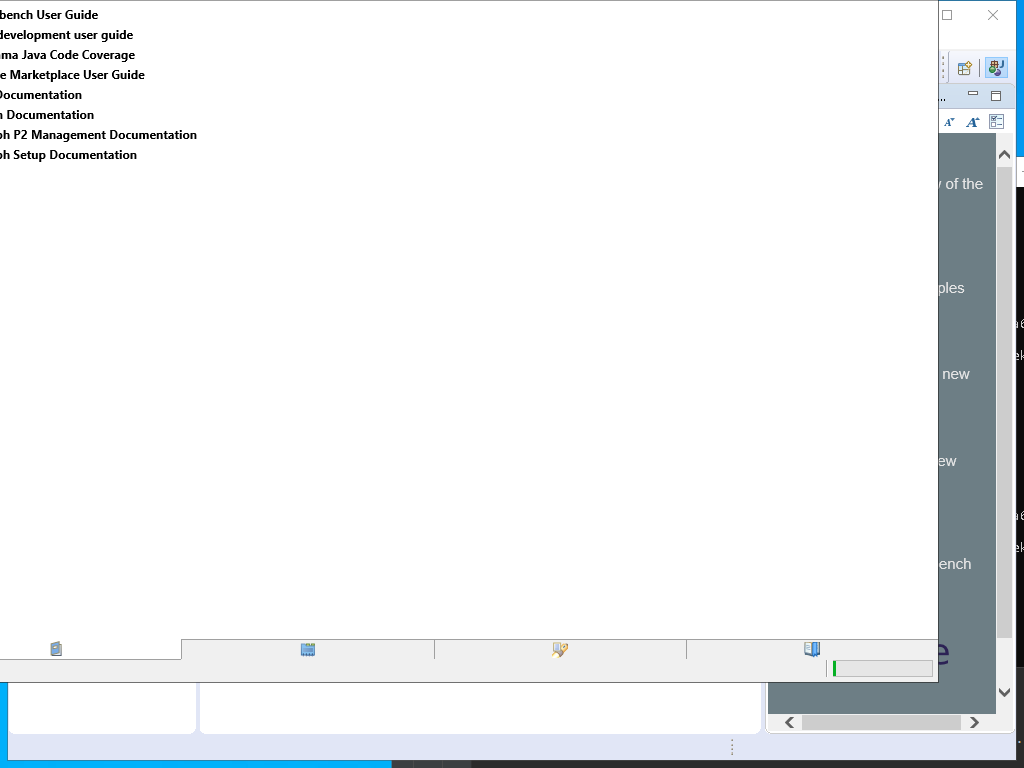 bench User Guide
development user guide
ma Java Code Coverage
e Marketplace User Guide
Documentation
n Documentation
ph P2 Management Documentation
ph Setup Documentation
...
of the
ples
new
ew
ench
e